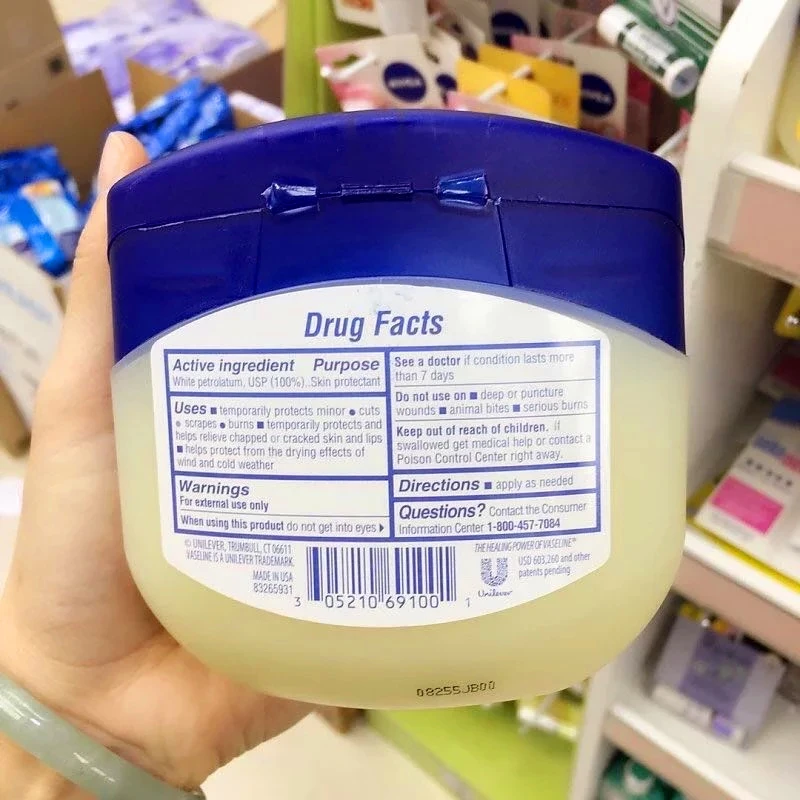 NIVEA
Drug Facts
Active ingredient Purpose
White petrolatum, USP (100%)..Skin protectant
Uses ■ temporarily protects minor ● cuts
● scrapes ● burns ■ temporarily protects and
helps relieve chapped or cracked skin and lips
■ helps protect from the drying effects of
wind and cold weather
Warnings
For external use only
When using this product do not get into eyes ▶
See a doctor if condition lasts more
than 7 days
Do not use on ■ deep or puncture
wounds ■ animal bites ■ serious burns
Keep out of reach of children. If
swallowed get medical help or contact a
Poison Control Center right away.
Directions ■ apply as needed
Questions? Contact the Consumer
Information Center 1-800-457-7084
© UNILEVER, TRUMBULL, CT 06611
VASELINE IS A UNILEVER TRADEMARK.
MADE IN USA
83265931
3 05210 69100 1
THE HEALING POWER OF VASELINE®
Unilever
USD 603,260 and other
patents pending
08255JB00